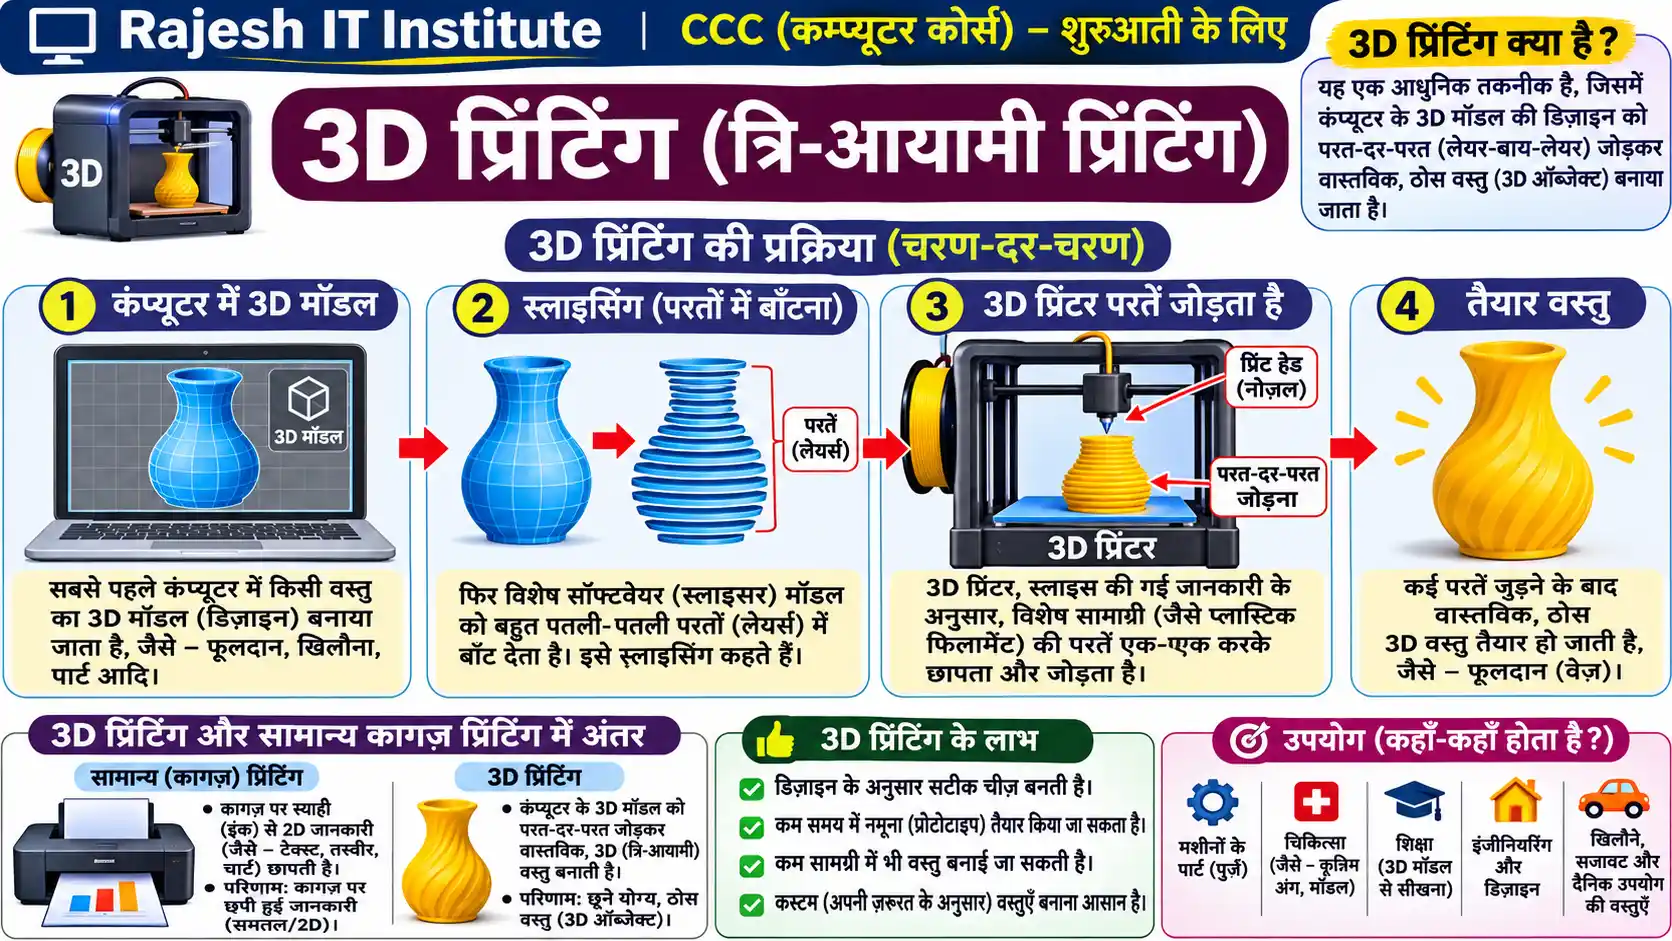 Rajesh IT Institute
CCC (कम्प्यूटर कोर्स) – शुरुआती के लिए
3D प्रिंटिंग क्या है?
यह एक आधुनिक तकनीक है, जिसमें
कंप्यूटर के 3D मॉडल की डिज़ाइन को
परत-दर-परत (लेयर-बाय-लेयर) जोड़कर
वास्तविक, ठोस वस्तु (3D ऑब्जेक्ट) बनाया
जाता है।
3D
3D प्रिंटिंग (त्रि-आयामी प्रिंटिंग)
3D प्रिंटिंग की प्रक्रिया (चरण-दर-चरण)
1 कंप्यूटर में 3D मॉडल
3D मॉडल
सबसे पहले कंप्यूटर में किसी वस्तु
का 3D मॉडल (डिज़ाइन) बनाया
जाता है, जैसे – फूलदान, खिलौना,
पार्ट आदि।
2 स्लाइसिंग (परतों में बाँटना)
परतें
(लेयर्स)
फिर विशेष सॉफ्टवेयर (स्लाइसर) मॉडल
को बहुत पतली-पतली परतों (लेयर्स) में
बाँट देता है। इसे स्लाइसिंग कहते हैं।
3 3D प्रिंटर परतें जोड़ता है
प्रिंट हेड
(नोज़ल)
परत-दर-परत
जोड़ना
3D प्रिंटर
3D प्रिंटर, स्लाइस की गई जानकारी के
अनुसार, विशेष सामाग्री (जैसे प्लास्टिक
फिलामेंट) की परतें एक-एक करके
छापता और जोड़ता है।
4 तैयार वस्तु
कई परतें जुड़ने के बाद
वास्तविक, ठोस
3D वस्तु तैयार हो जाती है,
जैसे – फूलदान (वेज़)।
3D प्रिंटिंग और सामान्य कागज़ प्रिंटिंग में अंतर
सामान्य (कागज़) प्रिंटिंग
• कागज़ पर स्याही
(इंक) से 2D जानकारी
(जैसे – टेक्स्ट, तस्वीर,
चार्ट) छापती है।
• परिणाम: कागज़ पर
छपी हुई जानकारी
(समतल/2D)।
3D प्रिंटिंग
• कंप्यूटर के 3D मॉडल को
परत-दर-परत जोड़कर
वास्तविक, 3D (त्रि-आयामी)
वस्तु बनाती है।
• परिणाम: छूने योग्य, ठोस
वस्तु (3D ऑब्जेक्ट)।
3D प्रिंटिंग के लाभ
डिज़ाइन के अनुसार सटीक चीज़ बनती है।
कम समय में नमूना (प्रोटोटाइप) तैयार किया जा सकता है।
कम सामग्री में भी वस्तु बनाई जा सकती है।
कस्टम (अपनी ज़रूरत के अनुसार) वस्तुएँ बनाना आसान है।
उपयोग (कहाँ-कहाँ होता है?)
मशीनों के
पार्ट (पुर्ज़े)
चिकित्सा
(जैसे – कृत्रिम
अंग, मॉडल)
शिक्षा
(3D मॉडल
से सीखना)
इंजीनियरिंग
और
डिज़ाइन
खिलौने,
सजावट और
दैनिक उपयोग
की वस्तुएँ